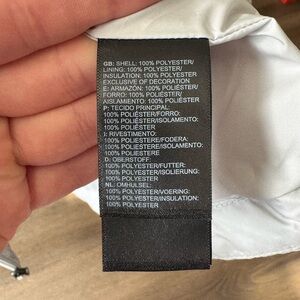 GB: SHELL: 100% POLYESTER/
LINING: 100% POLYESTER/
INSULATION: 100% POLYESTER
EXCLUSIVE OF DECORATION
E: ARMAZÓN: 100% POLIÉSTER/
FORRO: 100% POLIÉSTER/
AISLAMIENTO: 100% POLIÉSTER
P: TECIDO PRINCIPAL:
100% POLIÉSTER/FORRO:
100% POLIÉSTER/ISOLAMENTO:
100% POLIÉSTER
I: RIVESTIMENTO:
100% POLIESTERE/FODERA:
100% POLIESTERE/ISOLAMENTO:
100% POLIESTERE
D: OBERSTOFF:
100% POLYESTER/FUTTER:
100% POLYESTER/ISOLIERUNG:
100% POLYESTER
NL: OMHULSEL:
100% POLYESTER/VOERING:
100% POLYESTER/INSULATION:
100% POLYESTER